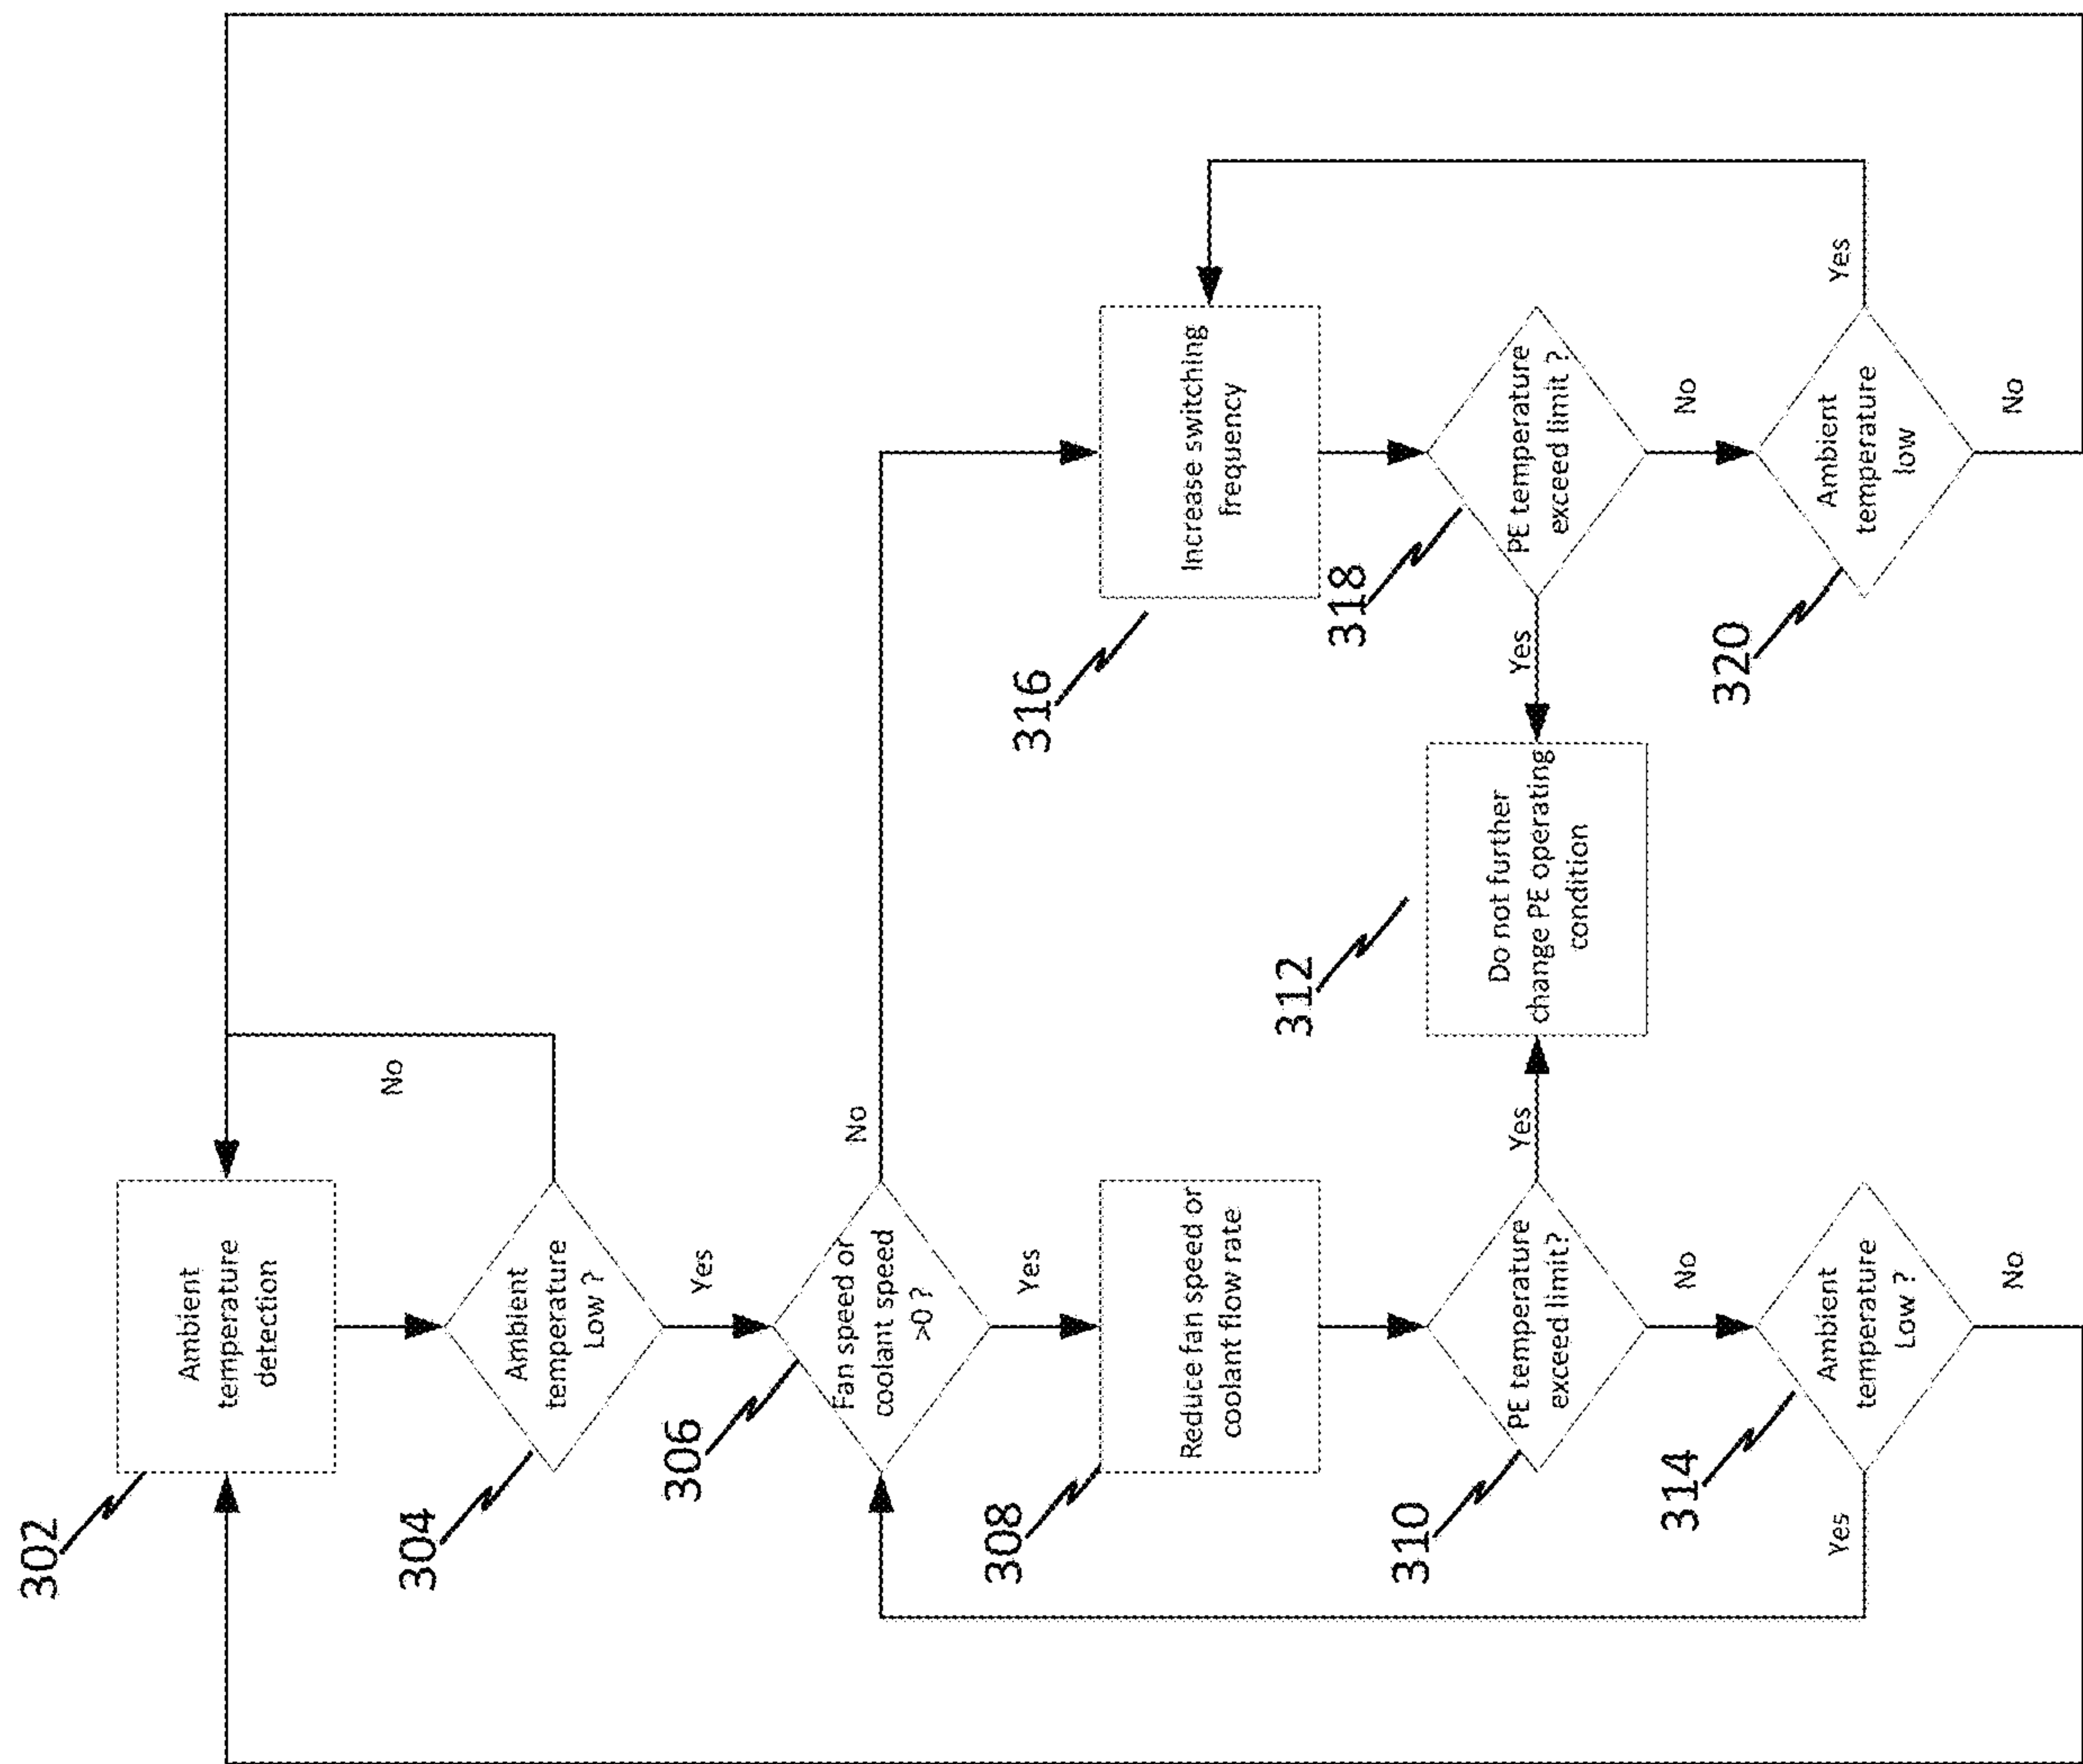 302
Ambient
temperature
detection
304
Ambient
temperature
Low ?
No
Yes
306
Fan speed or
coolant speed
>0 ?
No
Yes
308
Reduce fan speed or
coolant flow rate
316
Increase switching
frequency
310
PE temperature
exceed limit?
Yes
No
312
Do not further
change PE operating
condition
318
PE temperature
exceed limit ?
Yes
No
314
Ambient
temperature
Low ?
Yes
No
320
Ambient
temperature
low
Yes
No